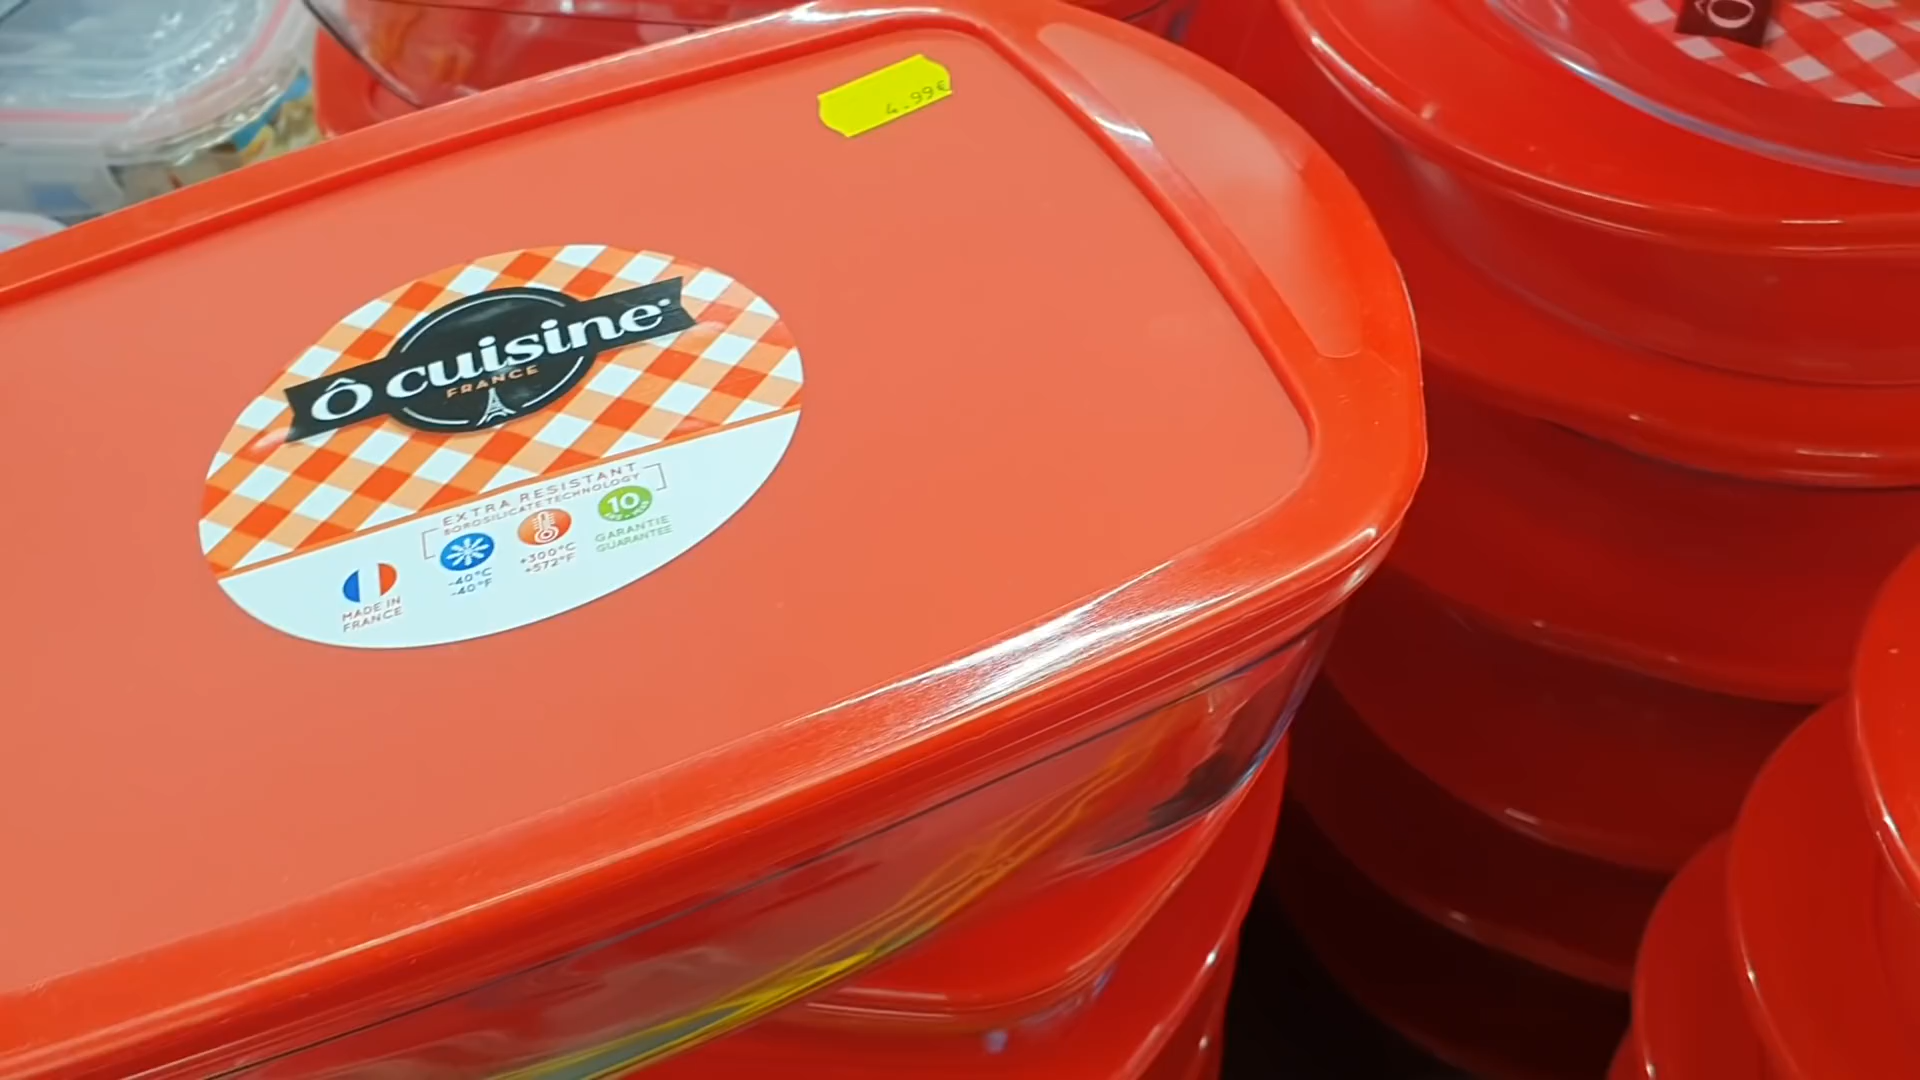 4.99€
Ô
Ô cuisine
FRANCE
EXTRA RESISTANT
BOROSILICATE TECHNOLOGY
10
GARANTIE
GUARANTEE
+300°C
+572°F
-40°C
-40°F
MADE IN
FRANCE